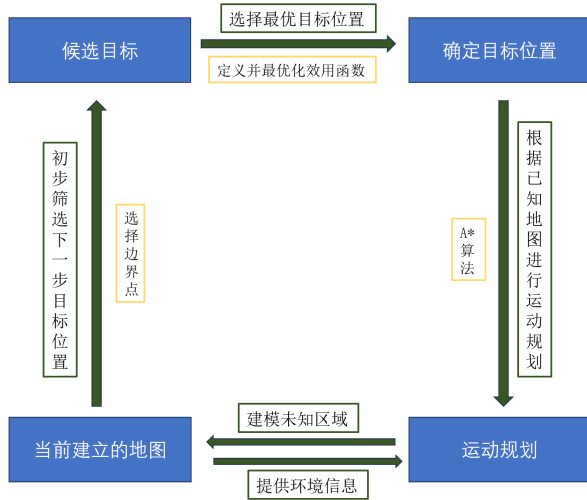 选择最优目标位置
候选目标
确定目标位置
定义并最优化效用函数
初步筛选下一步目标位置
选择边界点
A*算法
根据已知地图进行运动规划
建模未知区域
当前建立的地图
运动规划
提供环境信息